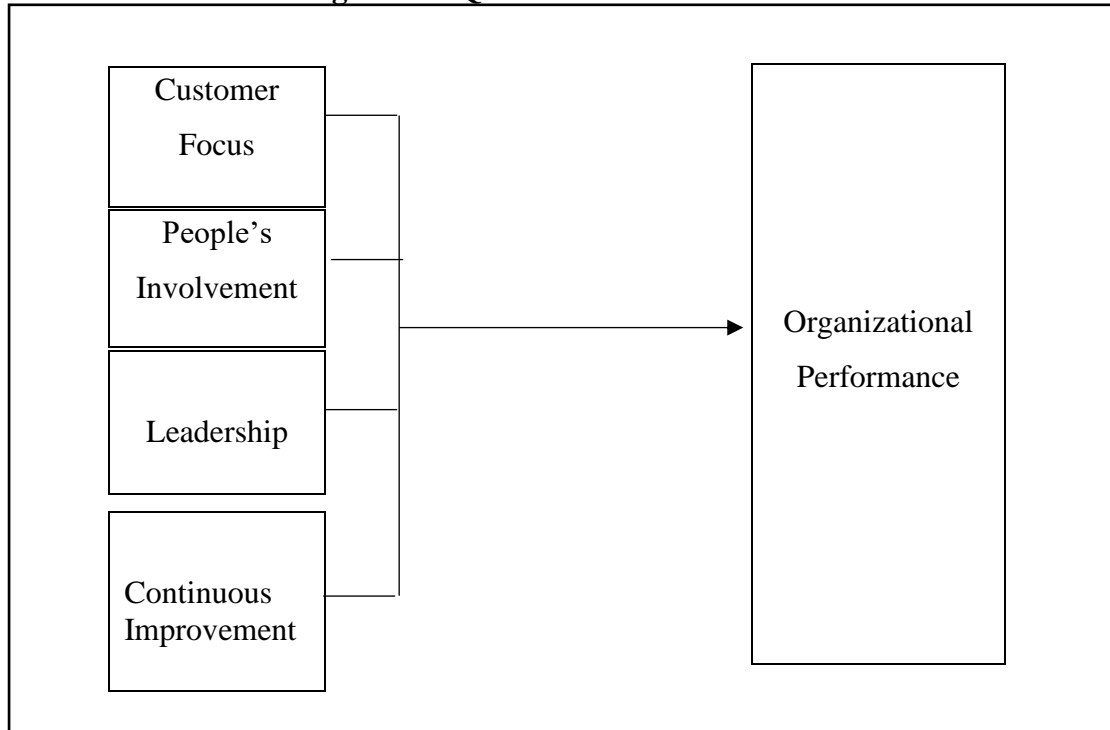 Customer
Focus
People's
Involvement
Leadership
Continuous
Improvement
Organizational
Performance